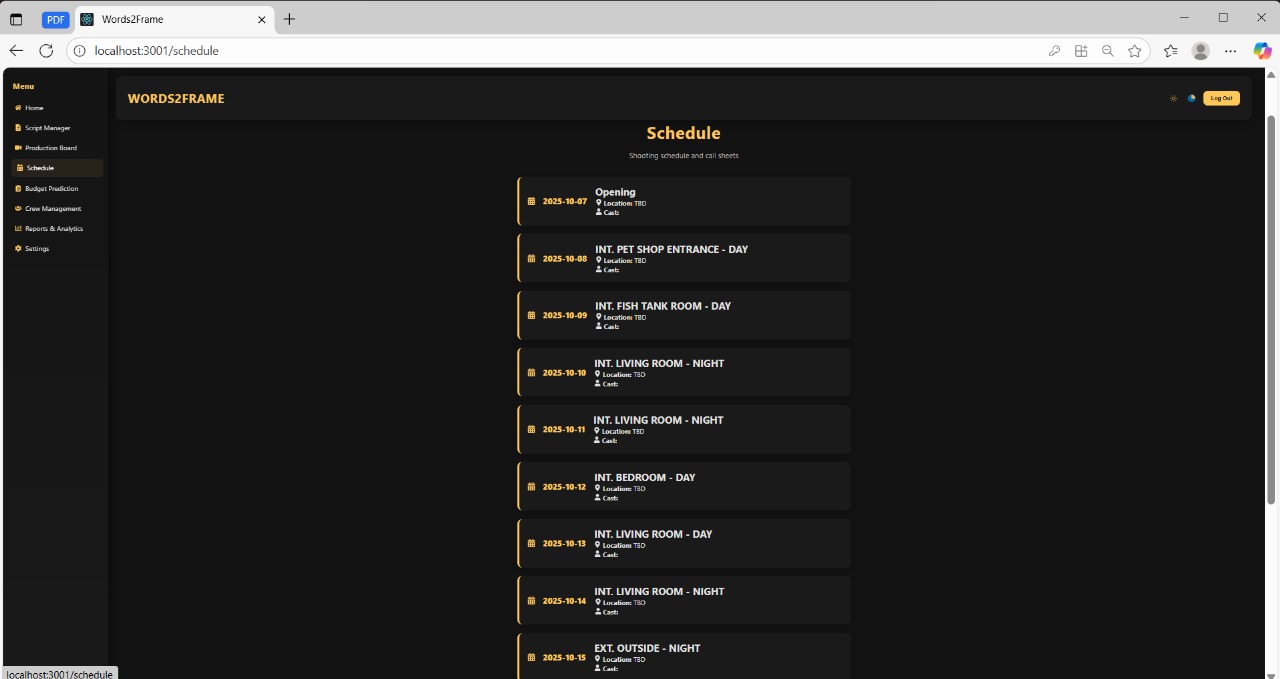 PDF
Words2Frame
localhost:3001/schedule
Menu
Home
Script Manager
Production Board
Schedule
Budget Prediction
Crew Management
Reports & Analytics
Settings
WORDS2FRAME
Log Out
Schedule
Shooting schedule and call sheets
2025-10-07
Opening
Location: TBD
Cast:
2025-10-08
INT. PET SHOP ENTRANCE - DAY
Location: TBD
Cast:
2025-10-09
INT. FISH TANK ROOM - DAY
Location: TBD
Cast:
2025-10-10
INT. LIVING ROOM - NIGHT
Location: TBD
Cast:
2025-10-11
INT. LIVING ROOM - NIGHT
Location: TBD
Cast:
2025-10-12
INT. BEDROOM - DAY
Location: TBD
Cast:
2025-10-13
INT. LIVING ROOM - DAY
Location: TBD
Cast:
2025-10-14
INT. LIVING ROOM - NIGHT
Location: TBD
Cast:
2025-10-15
EXT. OUTSIDE - NIGHT
Location: TBD
Cast:
localhost:3001/schedule